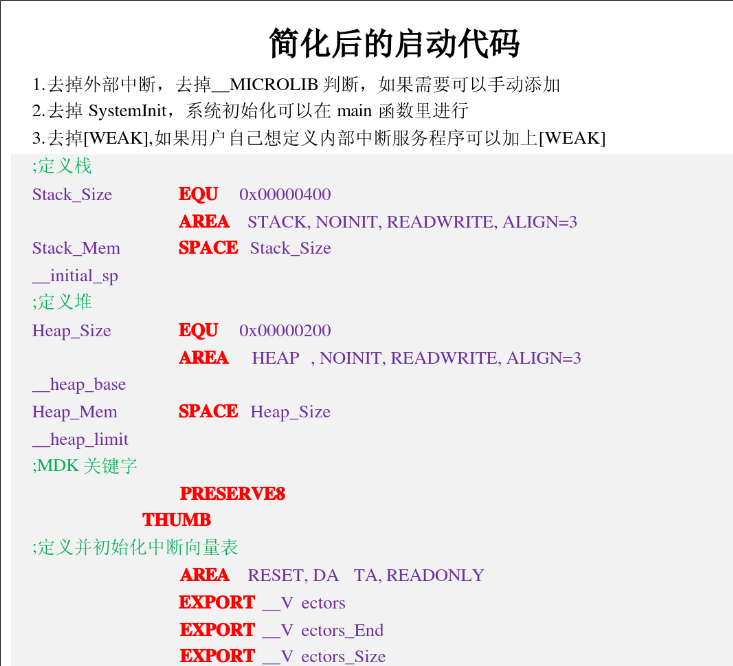 简化后的启动代码
1.去掉外部中断，去掉__MICROLIB 判断，如果需要可以手动添加
2.去掉 SystemInit，系统初始化可以在 main 函数里进行
3.去掉[WEAK],如果用户自己想定义内部中断服务程序可以加上[WEAK]
;定义栈
Stack_Size EQU 0x00000400
AREA STACK, NOINIT, READWRITE, ALIGN=3
Stack_Mem SPACE Stack_Size
__initial_sp
;定义堆
Heap_Size EQU 0x00000200
AREA HEAP , NOINIT, READWRITE, ALIGN=3
__heap_base
Heap_Mem SPACE Heap_Size
__heap_limit
;MDK 关键字
PRESERVE8
THUMB
;定义并初始化中断向量表
AREA RESET, DA TA, READONLY
EXPORT __V ectors
EXPORT __V ectors_End
EXPORT __V ectors_Size